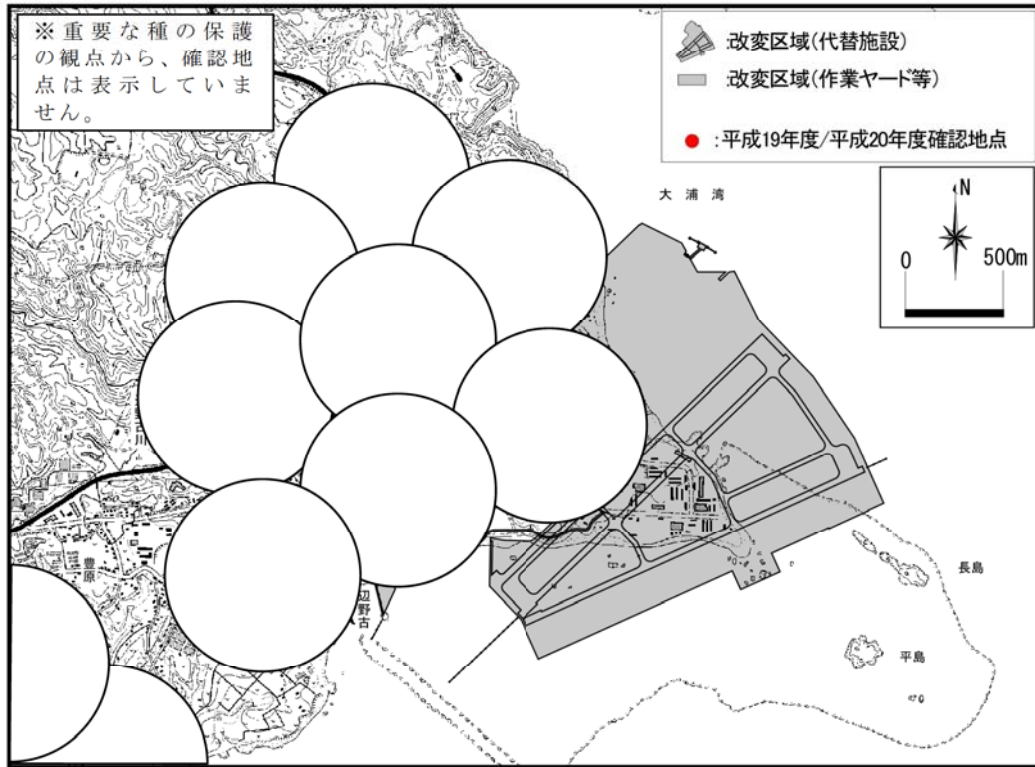 ※重要な種の保護
の観点から、確認地
点は表示していま
せん。
:改変区域(代替施設)
:改変区域(作業ヤード等)
:平成19年度/平成20年度確認地点
大浦湾
N
0 500m
豊原
辺野古
長島
平島